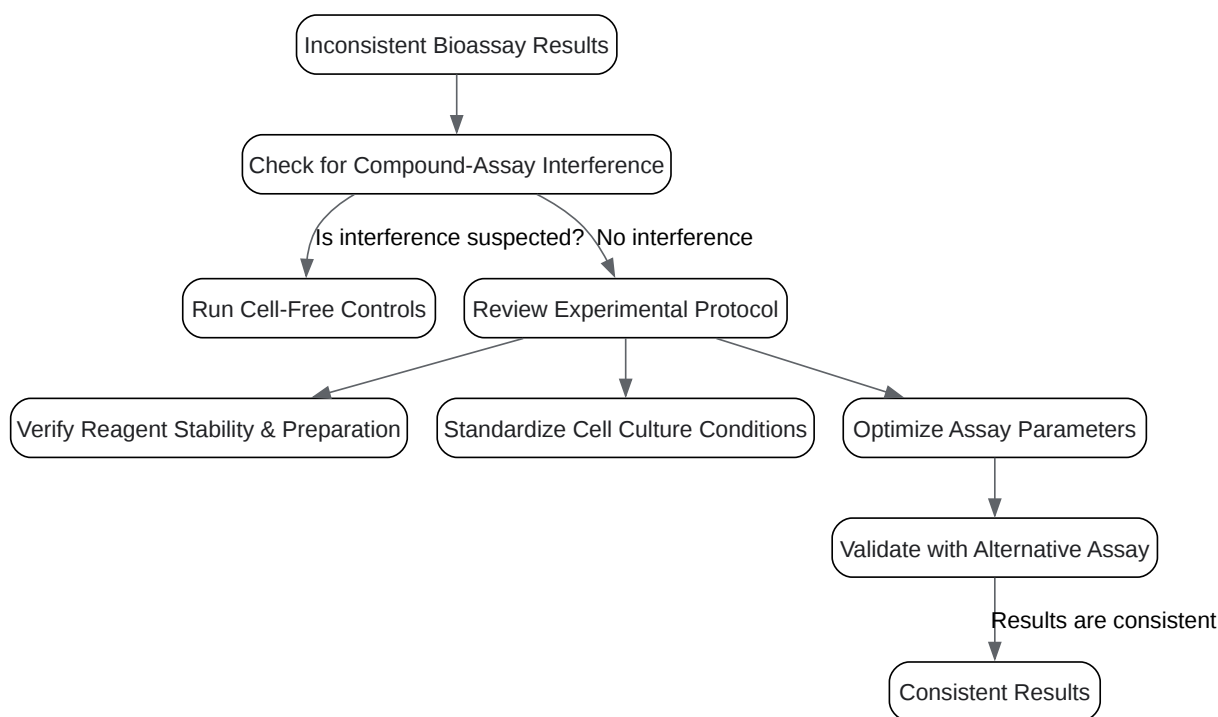 Inconsistent Bioassay Results
Check for Compound-Assay Interference
Is interference suspected?
No interference
Run Cell-Free Controls
Review Experimental Protocol
Verify Reagent Stability & Preparation
Standardize Cell Culture Conditions
Optimize Assay Parameters
Validate with Alternative Assay
Results are consistent
Consistent Results